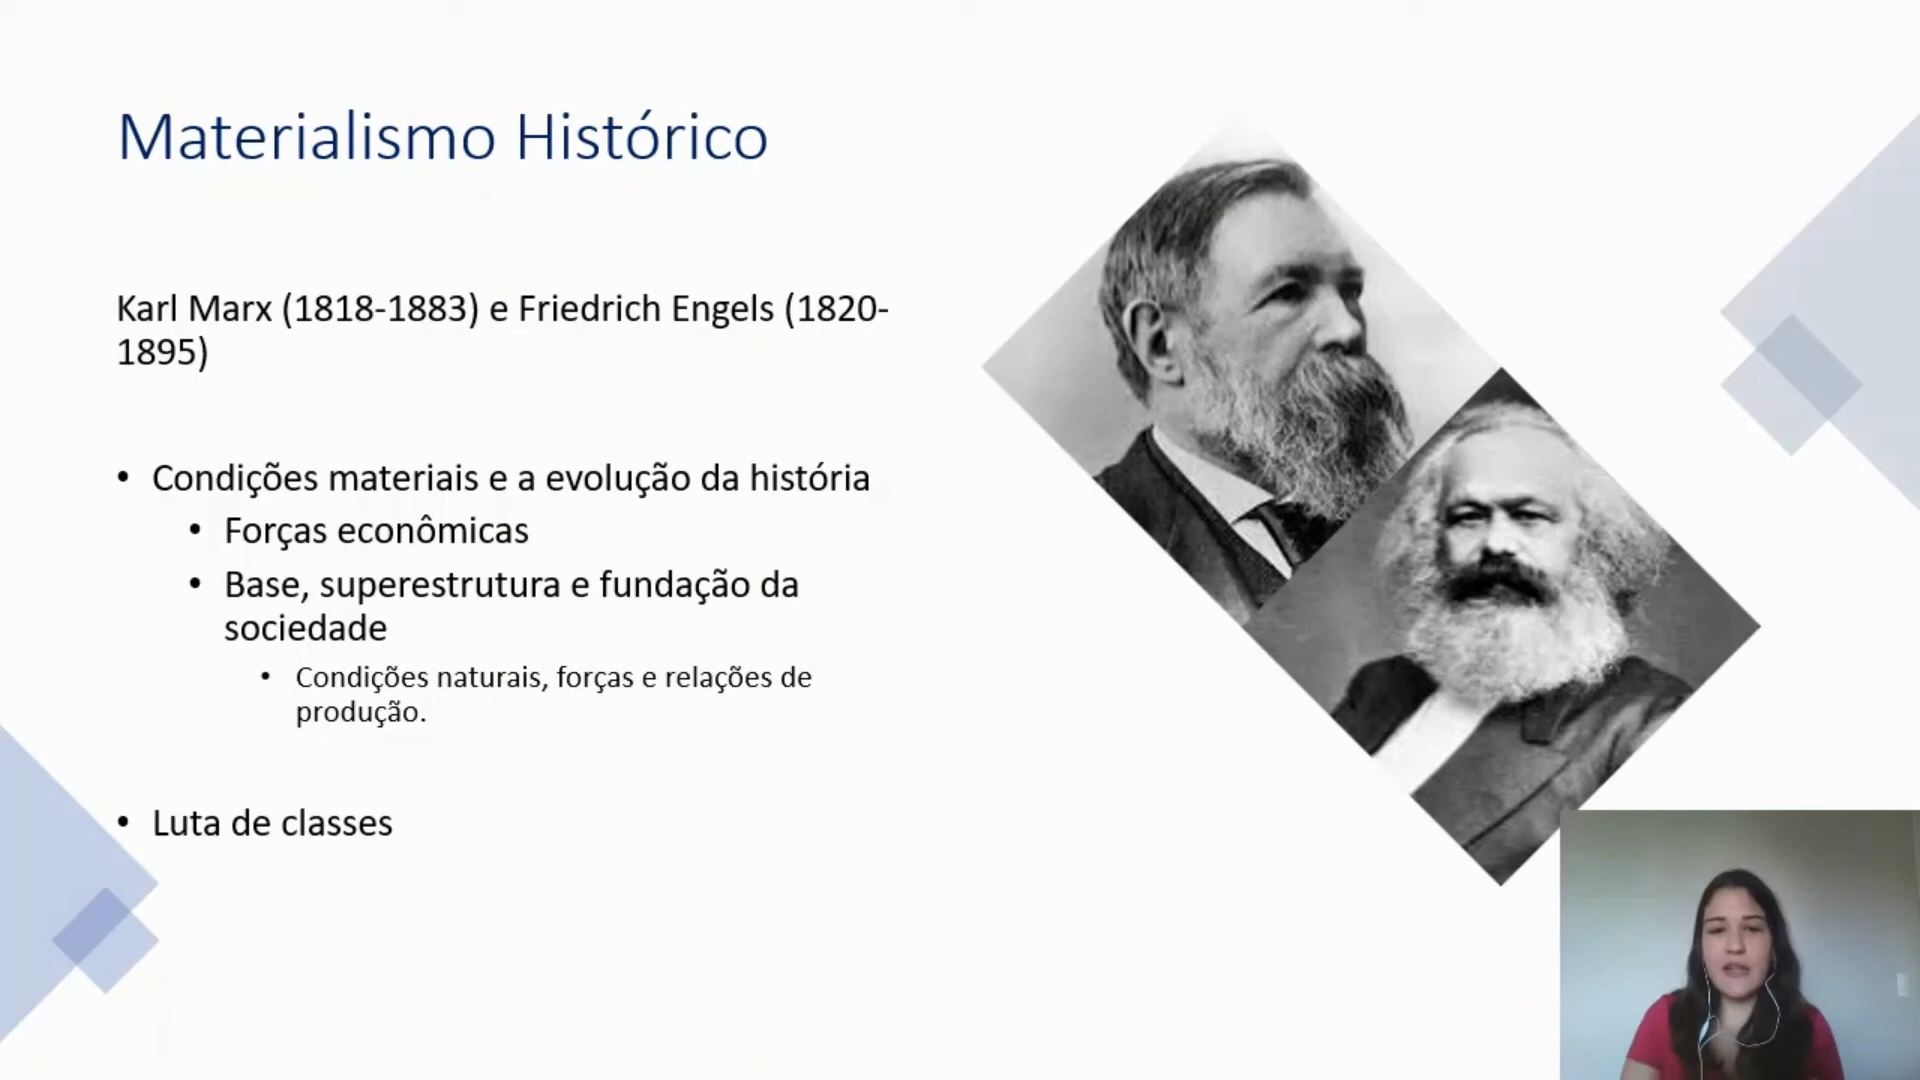 Materialismo Histórico
Karl Marx (1818-1883) e Friedrich Engels (1820-
1895)
• Condições materiais e a evolução da história
• Forças econômicas
• Base, superestrutura e fundação da
sociedade
• Condições naturais, forças e relações de
produção.
• Luta de classes